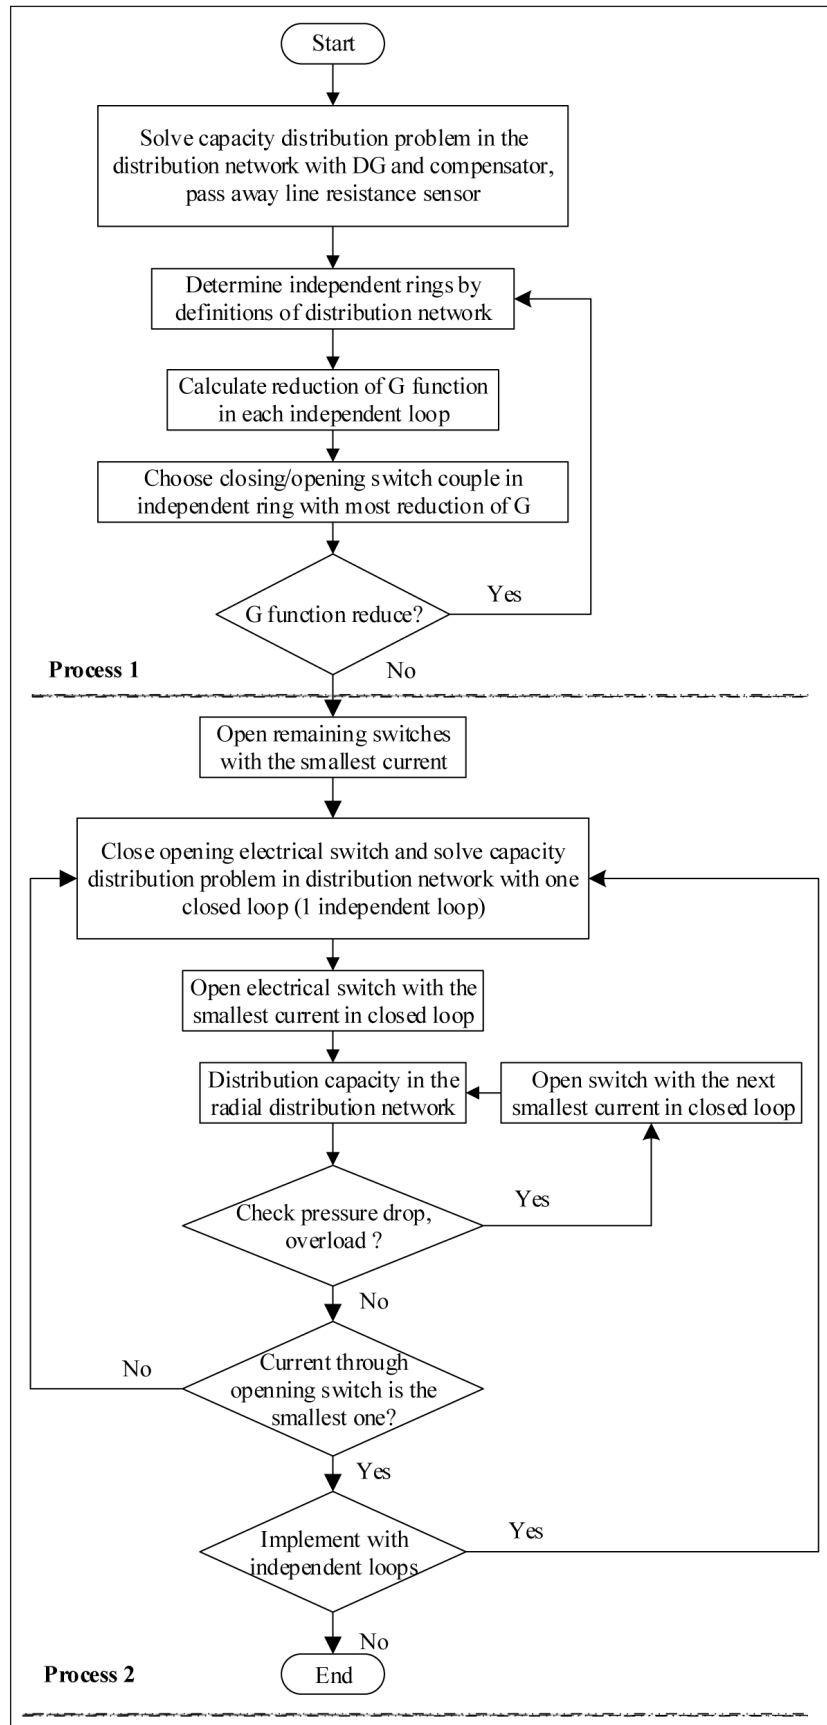 Start
Solve capacity distribution problem in the
distribution network with DG and compensator,
pass away line resistance sensor
Determine independent rings by
definitions of distribution network
Calculate reduction of G function
in each independent loop
Choose closing/opening switch couple in
independent ring with most reduction of G
G function reduce?
Yes
No
Process 1
Open remaining switches
with the smallest current
Close opening electrical switch and solve capacity
distribution problem in distribution network with one
closed loop (1 independent loop)
Open electrical switch with the
smallest current in closed loop
Distribution capacity in the
radial distribution network
Open switch with the next
smallest current in closed loop
Check pressure drop,
overload ?
Yes
No
Current through
openning switch is the
smallest one?
No
Yes
Implement with
independent loops
Yes
No
End
Process 2